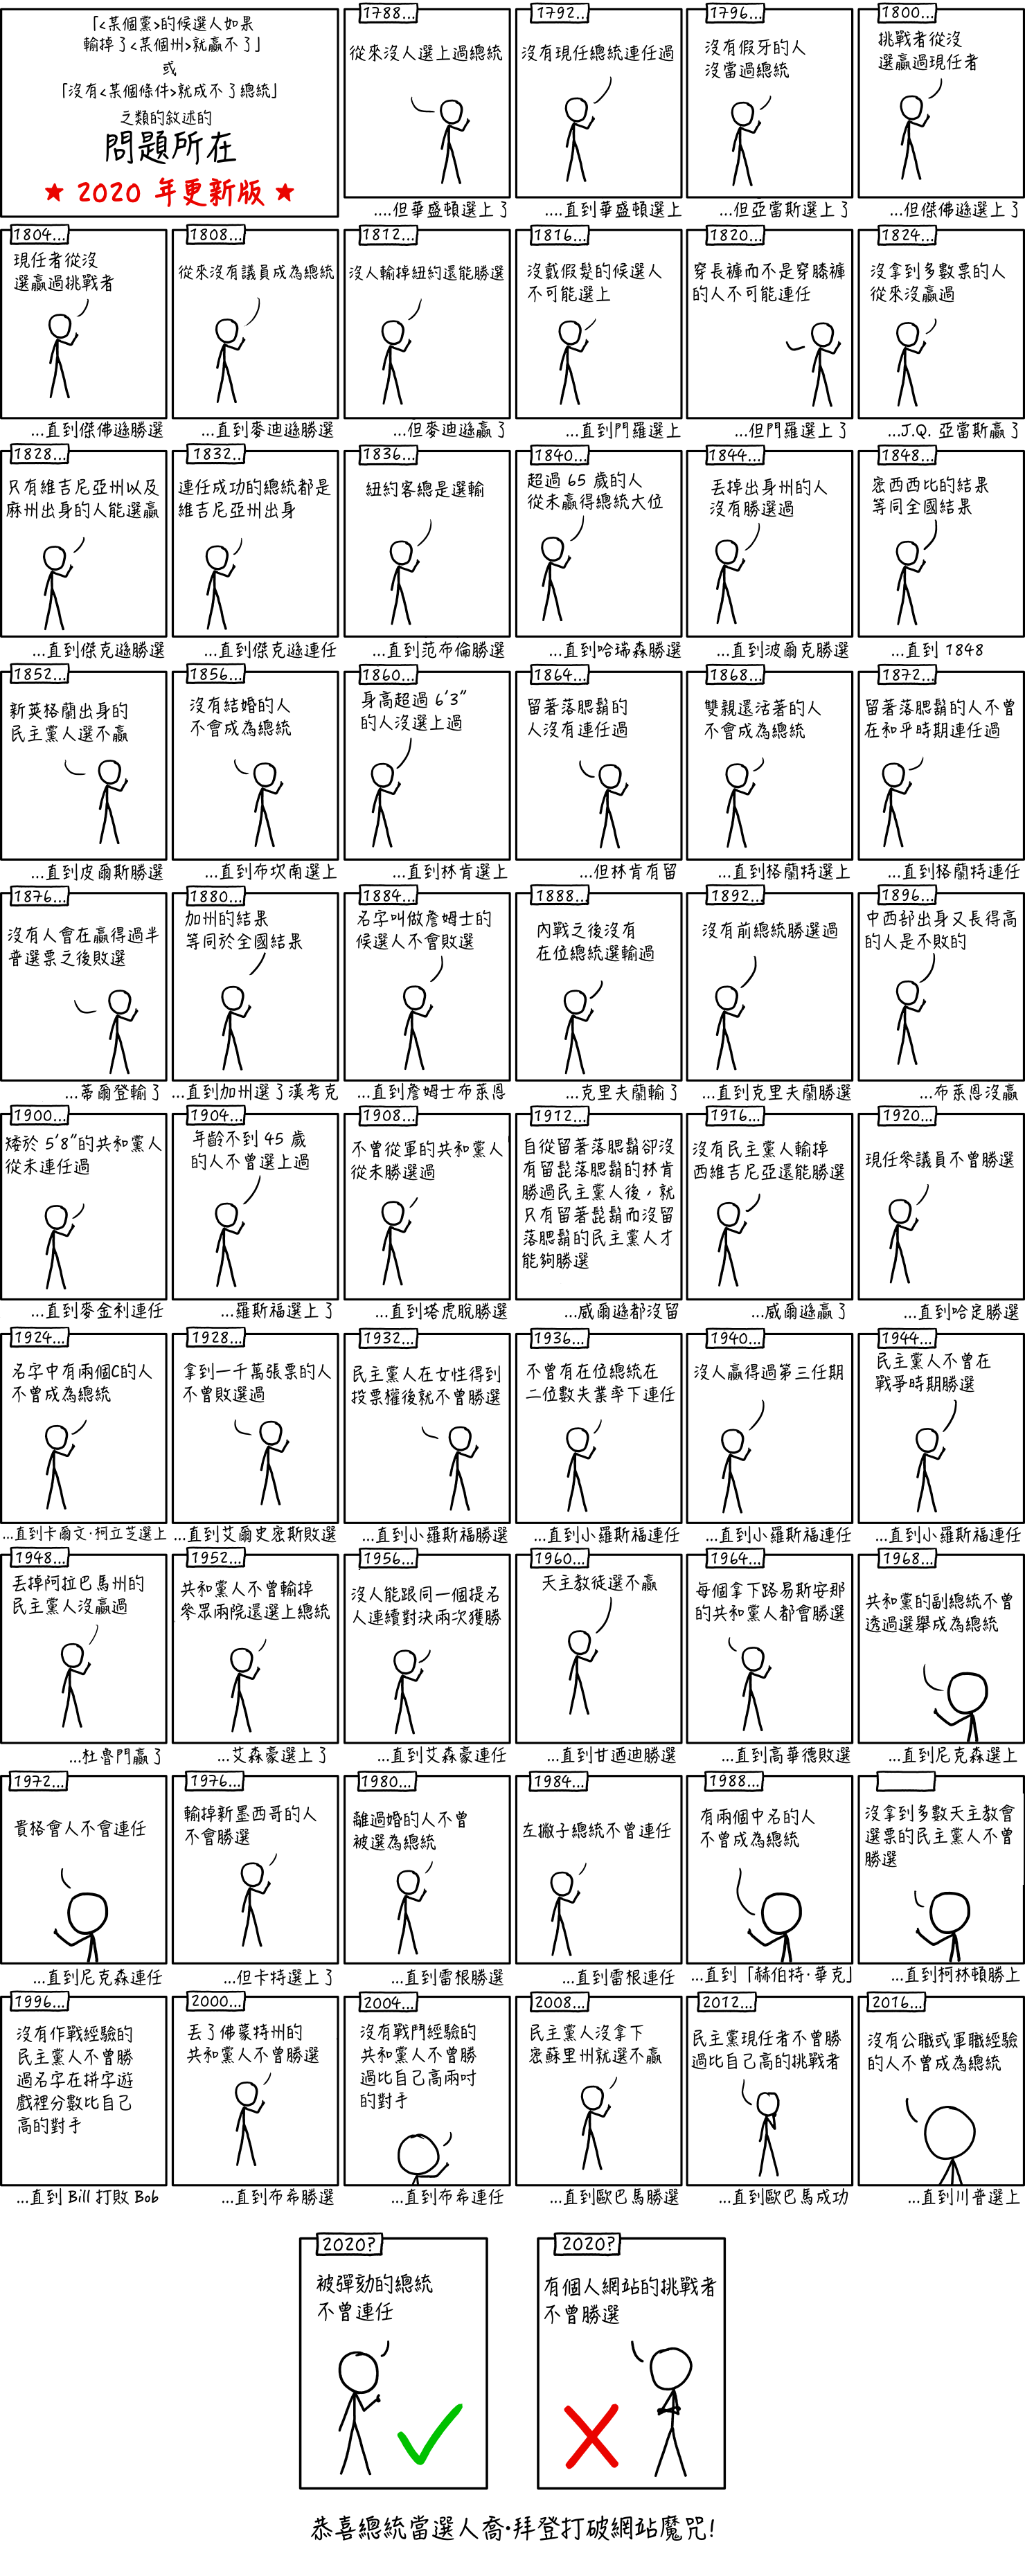 「<某個黨>的候選人如果
輸掉了<某個州>就贏不了」
或
「沒有<某個條件>就成不了總統」
之類的敘述的
問題所在
★ 2020 年更新版 ★
1788...
從來沒人選上過總統
....但華盛頓選上了
1792...
沒有現任總統連任過
....直到華盛頓選上
1796...
沒有假牙的人
沒當過總統
...但亞當斯選上了
1800...
挑戰者從沒
選贏過現任者
...但傑佛遜選上了
1804...
現任者從沒
選贏過挑戰者
...直到傑佛遜勝選
1808...
從來沒有議員成為總統
...直到麥迪遜勝選
1812...
沒人輸掉紐約還能勝選
...但麥迪遜贏了
1816...
沒戴假髮的候選人
不可能選上
...直到門羅選上
1820...
穿長褲而不是穿膝褲
的人不可能連任
...但門羅選上了
1824...
沒拿到多數票的人
從來沒贏過
...J.Q. 亞當斯贏了
1828...
只有維吉尼亞州以及
麻州出身的人能選贏
...直到傑克遜勝選
1832...
連任成功的總統都是
維吉尼亞州出身
...直到傑克遜連任
1836...
紐約客總是選輸
...直到范布倫勝選
1840...
超過 65 歲的人
從未贏得總統大位
...直到哈瑞森勝選
1844...
丟掉出身州的人
沒有勝選過
...直到波爾克勝選
1848...
密西西比的結果
等同全國結果
...直到 1848
1852...
新英格蘭出身的
民主黨人選不贏
...直到皮爾斯勝選
1856...
沒有結婚的人
不會成為總統
...直到布坎南選上
1860...
身高超過 6'3"
的人沒選上過
...直到林肯選上
1864...
留著落腮鬍的
人沒有連任過
...但林肯有留
1868...
雙親還活著的人
不會成為總統
...直到格蘭特選上
1872...
留著落腮鬍的人不曾
在和平時期連任過
...直到格蘭特連任
1876...
沒有人會在贏得過半
普選票之後敗選
...蒂爾登輸了
1880...
加州的結果
等同於全國結果
...直到加州選了漢考克
1884...
名字叫做詹姆士的
候選人不會敗選
...直到詹姆士布萊恩
1888...
內戰之後沒有
在位總統選輸過
...克里夫蘭輸了
1892...
沒有前總統勝選過
...直到克里夫蘭勝選
1896...
中西部出身又長得高
的人是不敗的
...布萊恩沒贏
1900...
矮於 5'8"的共和黨人
從未連任過
...直到麥金利連任
1904...
年齡不到 45 歲
的人不曾選上過
...羅斯福選上了
1908...
不曾從軍的共和黨人
從未勝選過
...直到塔虎脫勝選
1912...
自從留著落腮鬍卻沒
有留髭落腮鬍的林肯
勝過民主黨人後，就
只有留著髭鬍而沒留
落腮鬍的民主黨人才
能夠勝選
...威爾遜都沒留
1916...
沒有民主黨人輸掉
西維吉尼亞還能勝選
...威爾遜贏了
1920...
現任參議員不曾勝選
...直到哈定勝選
1924...
名字中有兩個C的人
不曾成為總統
...直到卡爾文·柯立芝選上
1928...
拿到一千萬張票的人
不曾敗選過
...直到艾爾史密斯敗選
1932...
民主黨人在女性得到
投票權後就不曾勝選
...直到小羅斯福勝選
1936...
不曾有在位總統在
二位數失業率下連任
...直到小羅斯福連任
1940...
沒人贏得過第三任期
...直到小羅斯福連任
1944...
民主黨人不曾在
戰爭時期勝選
...直到小羅斯福連任
1948...
丟掉阿拉巴馬州的
民主黨人沒贏過
...杜魯門贏了
1952...
共和黨人不曾輸掉
參眾兩院還選上總統
...艾森豪選上了
1956...
沒人能跟同一個提名
人連續對決兩次獲勝
...直到艾森豪連任
1960...
天主教徒選不贏
...直到甘迺迪勝選
1964...
每個拿下路易斯安那
的共和黨人都會勝選
...直到高華德敗選
1968...
共和黨的副總統不曾
透過選舉成為總統
...直到尼克森選上
1972...
貴格會人不會連任
...直到尼克森連任
1976...
輸掉新墨西哥的人
不會勝選
...但卡特選上了
1980...
離過婚的人不曾
被選為總統
...直到雷根勝選
1984...
左撇子總統不曾連任
...直到雷根連任
1988...
有兩個中名的人
不曾成為總統
...直到「赫伯特·華克」
沒拿到多數天主教會
選票的民主黨人不曾
勝選
...直到柯林頓勝上
1996...
沒有作戰經驗的
民主黨人不曾勝
過名字在拼字遊
戲裡分數比自己
高的對手
...直到 Bill 打敗 Bob
2000...
丟了佛蒙特州的
共和黨人不曾勝選
...直到布希勝選
2004...
沒有戰鬥經驗的
共和黨人不曾勝
過比自己高兩吋
的對手
...直到布希連任
2008...
民主黨人沒拿下
密蘇里州就選不贏
...直到歐巴馬勝選
2012...
民主黨現任者不曾勝
過比自己高的挑戰者
...直到歐巴馬成功
2016...
沒有公職或軍職經驗
的人不曾成為總統
...直到川普選上
2020?
被彈劾的總統
不曾連任
2020?
有個人網站的挑戰者
不曾勝選
恭喜總統當選人喬·拜登打破網站魔咒!